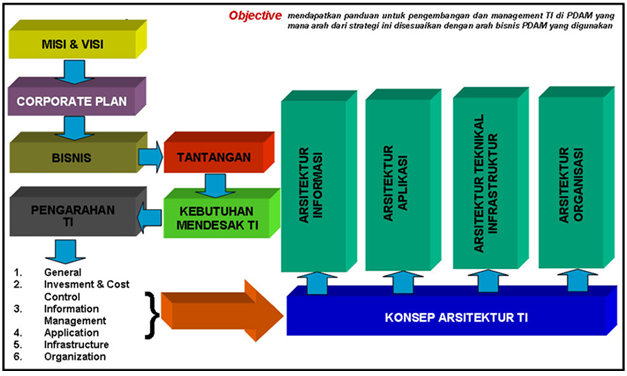 Objective mendapatkan panduan untuk pengembangan dan management TI di PDAM yang
mana arah dari strategi ini disesuaikan dengan arah bisnis PDAM yang digunakan
MISI & VISI
CORPORATE PLAN
BISNIS
TANTANGAN
PENGARAHAN
TI
KEBUTUHAN
MENDESAK TI
1. General
2. Invesment & Cost
Control
3. Information
Management
4. Application
5. Infrastructure
6. Organization
ARSITEKTUR
INFORMASI
ARSITEKTUR
APLIKASI
ARSITEKTUR TEKNIKAL
INFRASTRUKTUR
ARSITEKTUR
ORGANISASI
KONSEP ARSITEKTUR TI